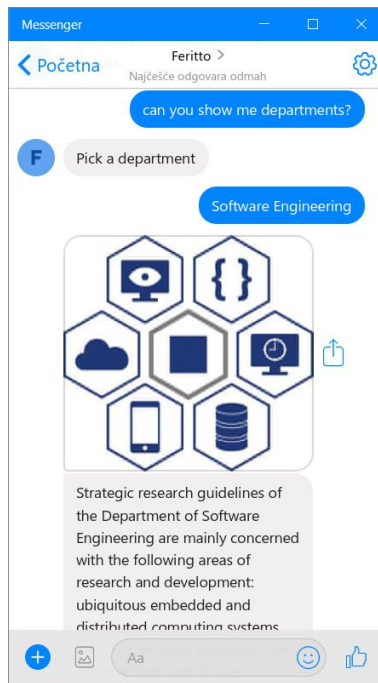 Messenger
Početna
Feritto >
Najčešće odgovara odmah
can you show me departments?
F
Pick a department
Software Engineering
{}
Strategic research guidelines of
the Department of Software
Engineering are mainly concerned
with the following areas of
research and development:
ubiquitous embedded and
distributed computing systems
Aa